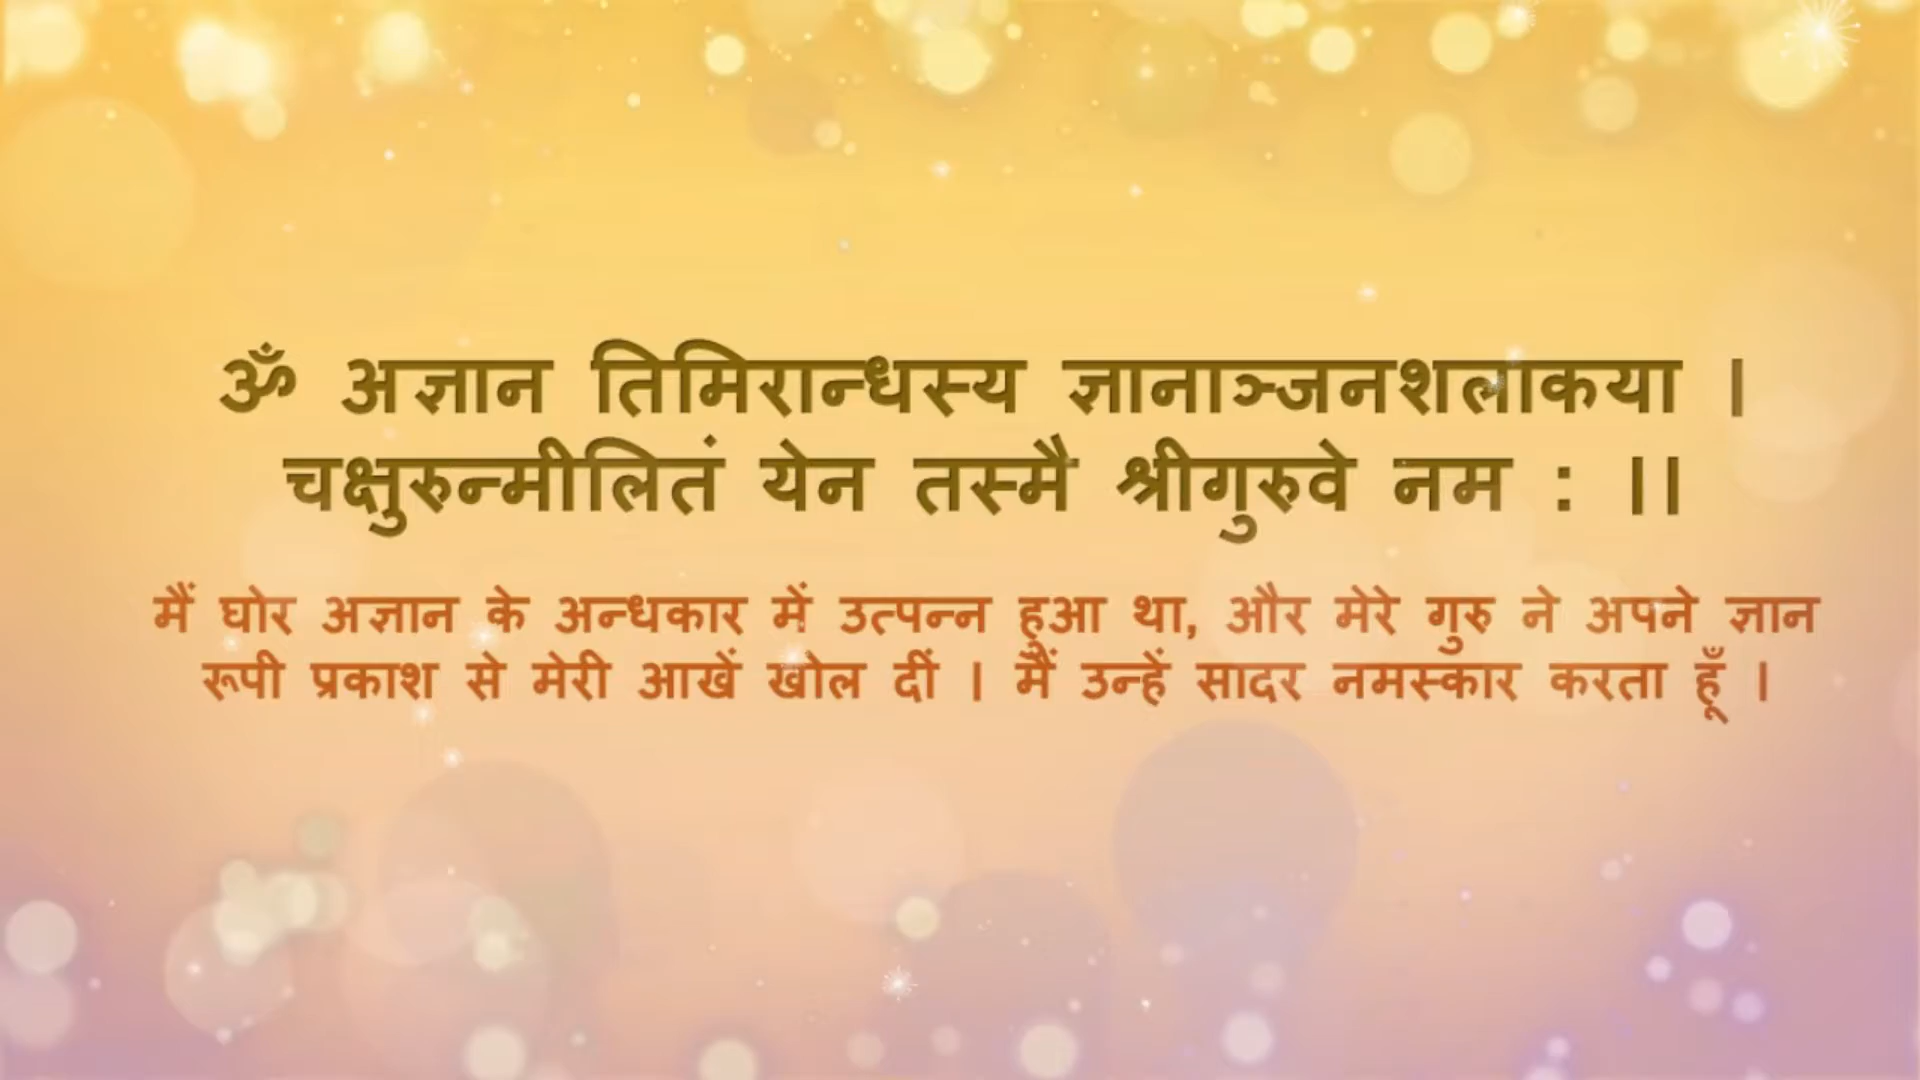 ॐ अज्ञान तिमिरान्धस्य ज्ञानाञ्जनशलाकया |
चक्षुरुन्मीलितं येन तस्मै श्रीगुरुवे नम : ||
मैं घोर अज्ञान के अन्धकार में उत्पन्न हुआ था, और मेरे गुरु ने अपने ज्ञान
रूपी प्रकाश से मेरी आखें खोल दीं | मैं उन्हें सादर नमस्कार करता हूँ |